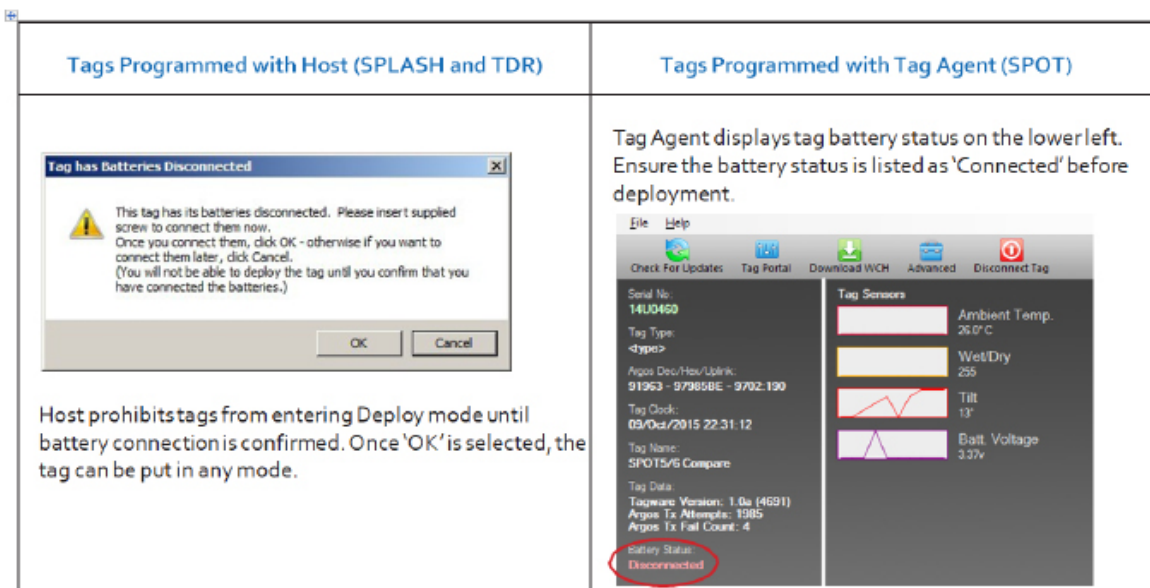 Tags Programmed with Host (SPLASH and TDR)
Tag has Batteries Disconnected
This tag has its batteries disconnected. Please insert supplied
screw to connect them now.
Once you connect them, click OK - otherwise if you want to
connect them later, click Cancel.
(You will not be able to deploy the tag until you confirm that you
have connected the batteries.)
OK
Cancel
Host prohibits tags from entering Deploy mode until
battery connection is confirmed. Once 'OK' is selected, the
tag can be put in any mode.
Tags Programmed with Tag Agent (SPOT)
Tag Agent displays tag battery status on the lower left.
Ensure the battery status is listed as 'Connected' before
deployment.
File Help
Check For Updates Tag Portal Download WCH Advanced Disconnect Tag
Serial No:
14U0460
Tag Type:
<type>
Argos Dec/Hex/Uplink:
91963 - 97985BE - 9702:190
Tag Clock:
09/Oct/2015 22:31:12
Tag Name:
SPOT5/6 Compare
Tag Data:
Tagware Version: 1.0a (4691)
Argos Tx Attempts: 1985
Argos Tx Fail Count: 4
Battery Status:
Disconnected
Tag Sensors
Ambient Temp.
26.0°C
Wet/Dry
255
Tilt
13°
Batt. Voltage
3.37v